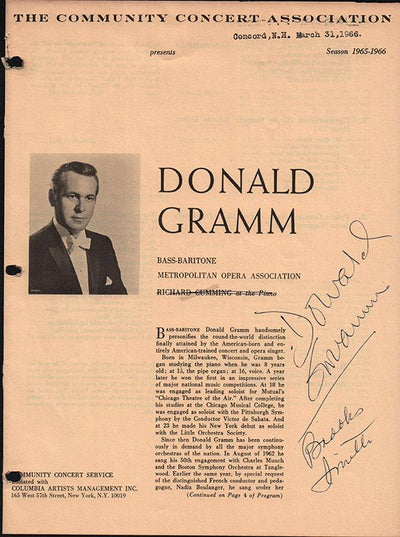 THE COMMUNITY CONCERT ASSOCIATION
Concord, N.H. March 31, 1966.
presents
Season 1965-1966
DONALD
GRAMM
BASS-BARITONE
METROPOLITAN OPERA ASSOCIATION
RICHARD CUMMING at the Piano
BASS-BARITONE Donald Gramm handsomely
personifies the round-the-world distinction
finally attained by the American-born and en-
tirely American-trained concert and opera singer.
Born in Milwaukee, Wisconsin, Gramm be-
gan studying the piano when he was 8 years
old; at 11, the pipe organ; at 16, voice. A year
later he won the first in an impressive series
of major national music competitions. At 18 he
was engaged as leading soloist for Mutual's
"Chicago Theatre of the Air." After completing
his studies at the Chicago Musical College, he
was engaged as soloist with the Pittsburgh Sym-
phony by the Conductor Victor de Sabata. And
at 23 he made his New York debut as soloist
with the Little Orchestra Society.
Since then Donald Gramm has been continu-
ously in demand by all the major symphony
orchestras of the nation. In August of 1962 he
sang his 50th engagement with Charles Munch
and the Boston Symphony Orchestra at Tangle-
wood. Earlier the same year, by special request
of the distinguished French conductor and peda-
gogue, Nadia Boulanger, he sang under her
(Continued on Page 4 of Program)
Donald
Gramm
Brooks
Smith
COMMUNITY CONCERT SERVICE
affiliated with
COLUMBIA ARTISTS MANAGEMENT INC.
165 West 57th Street, New York, N.Y. 10019